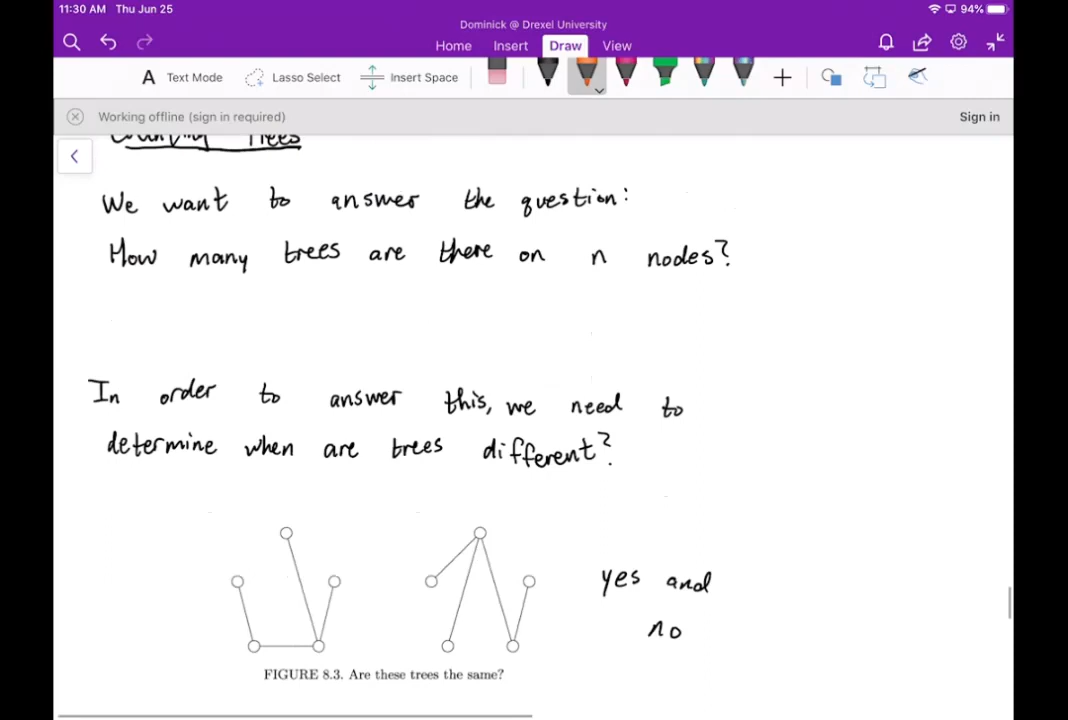 11:30 AM Thu Jun 25
94%
Dominick @ Drexel University
Home Insert Draw View
A Text Mode Lasso Select Insert Space
Working offline (sign in required) Sign in
Counting Trees
We want to answer the question:
How many trees are there on n nodes?
In order to answer this, we need to
determine when are trees different?
yes and
no
FIGURE 8.3. Are these trees the same?